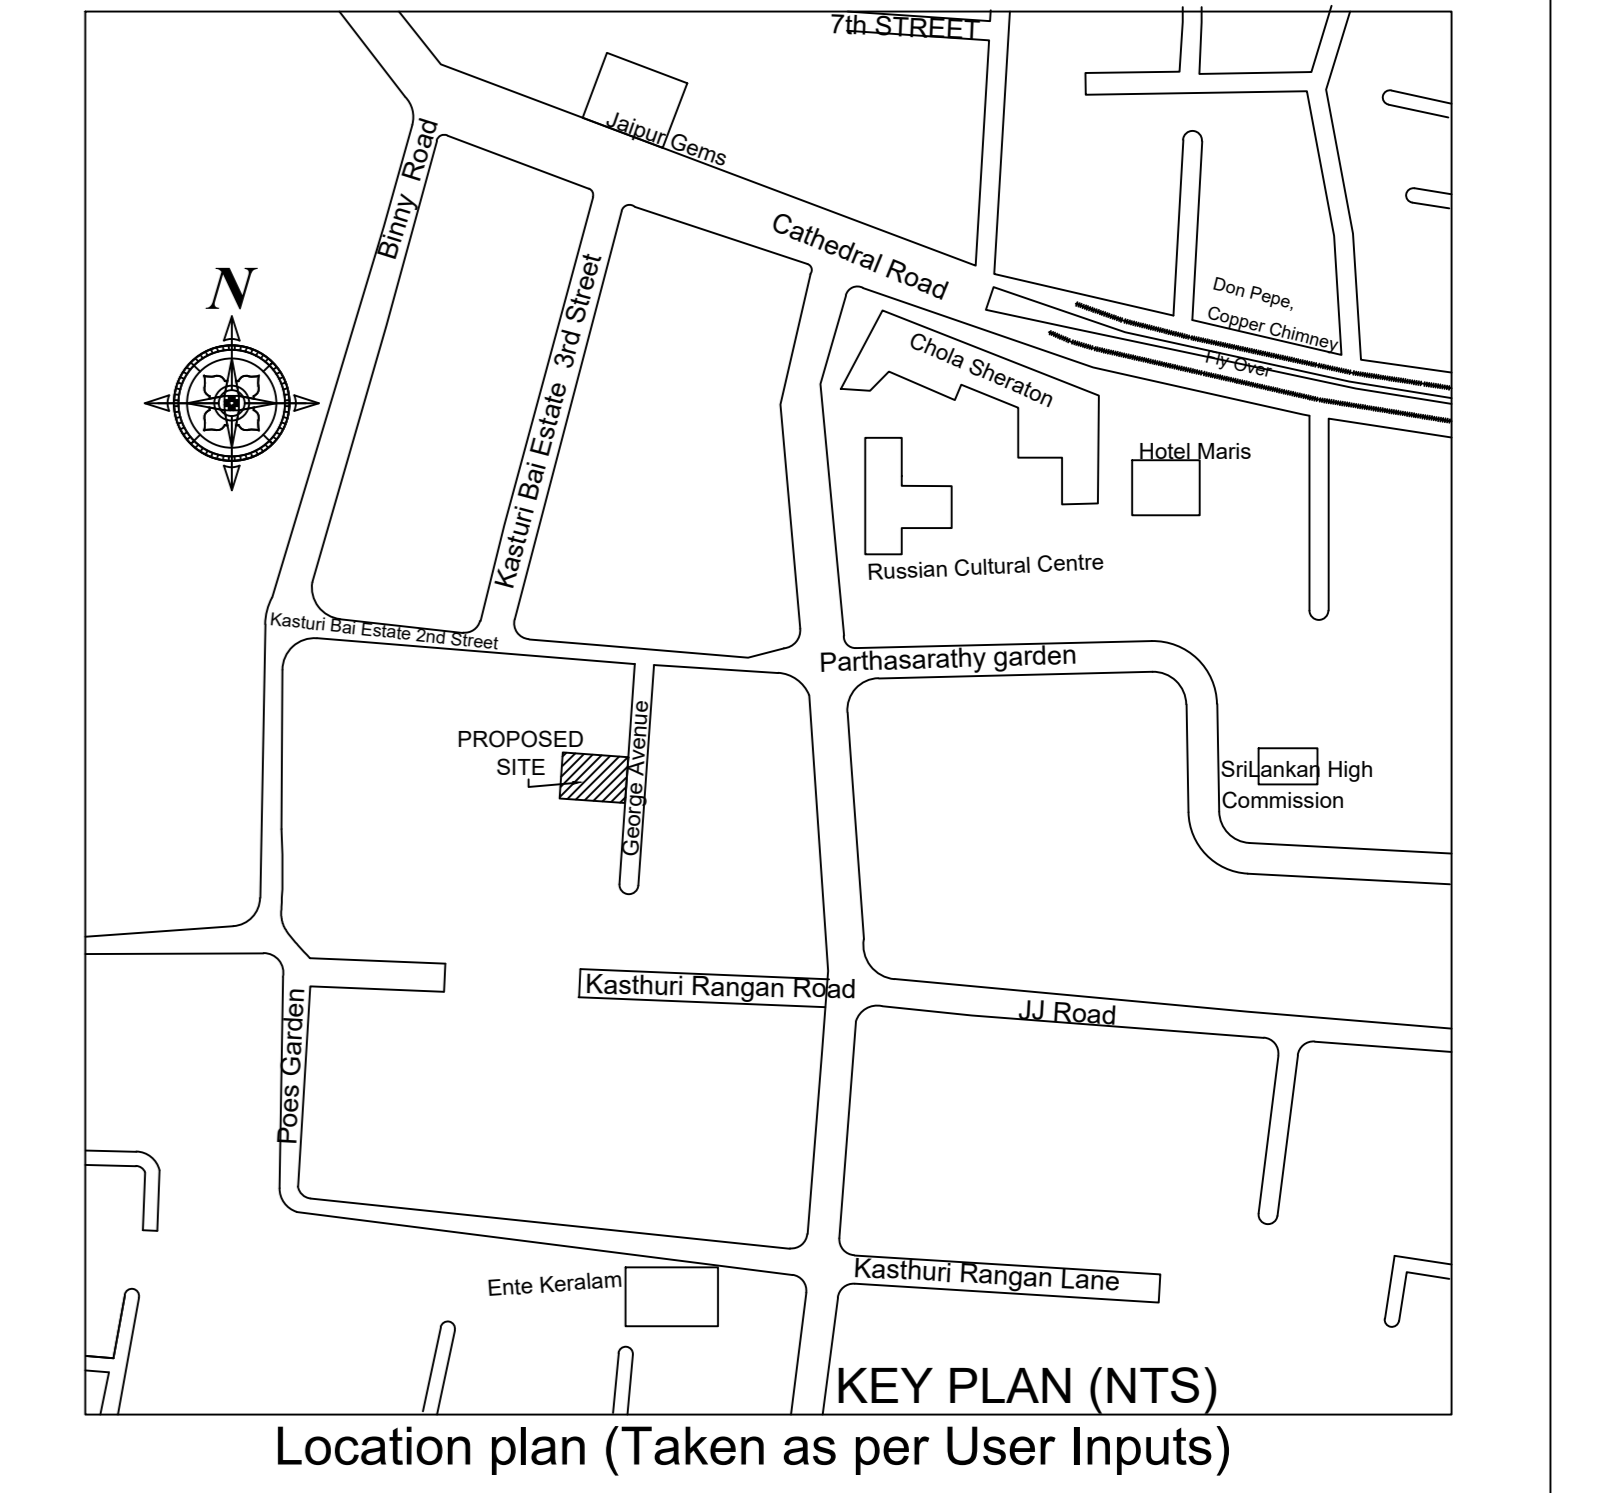 7th STREET
Jaipur Gems
Binny Road
Cathedral Road
N
Kasturi Bai Estate 3rd Street
Don Pepe,
Copper Chimney
Fly Over
Chola Sheraton
Hotel Maris
Russian Cultural Centre
Kasturi Bai Estate 2nd Street
Parthasarathy garden
PROPOSED
SITE
George Avenue
SriLankan High
Commission
Kasthuri Rangan Road
JJ Road
Poes Garden
Ente Keralam
Kasthuri Rangan Lane
KEY PLAN (NTS)
Location plan (Taken as per User Inputs)